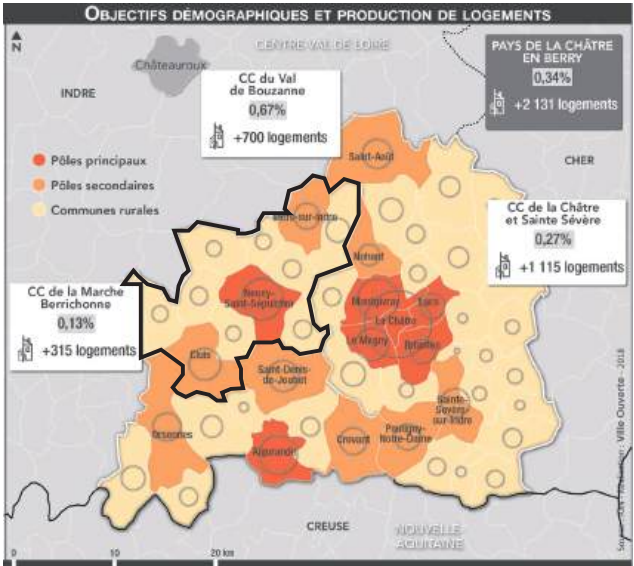 OBJECTIFS DÉMOGRAPHIQUES ET PRODUCTION DE LOGEMENTS
N
CENTRE VAL DE LOIRE
Châteauroux
INDRE
CC du Val
de Bouzanne
0,67%
+700 logements
PAYS DE LA CHÂTRE
EN BERRY
0,34%
+2 131 logements
Pôles principaux
Pôles secondaires
Communes rurales
Saint-Août
CHER
CC de la Châtre
et Sainte Sévère
0,27%
+1 115 logements
Nohant
CC de la Marche
Berrichonne
0,13%
+315 logements
Neuvy-
Saint-Sépulchre
Montgivray
Lacs
La Châtre
Le Magny
Cluis
Saint-Denis-
de-Jouhet
Sainte-
Sévère-
sur-Indre
Crevant
Pouligny-
Notre-Dame
Aigurande
CREUSE
NOUVELLE
AQUITAINE
0
10
20 km
Ville Ouverte - 2018